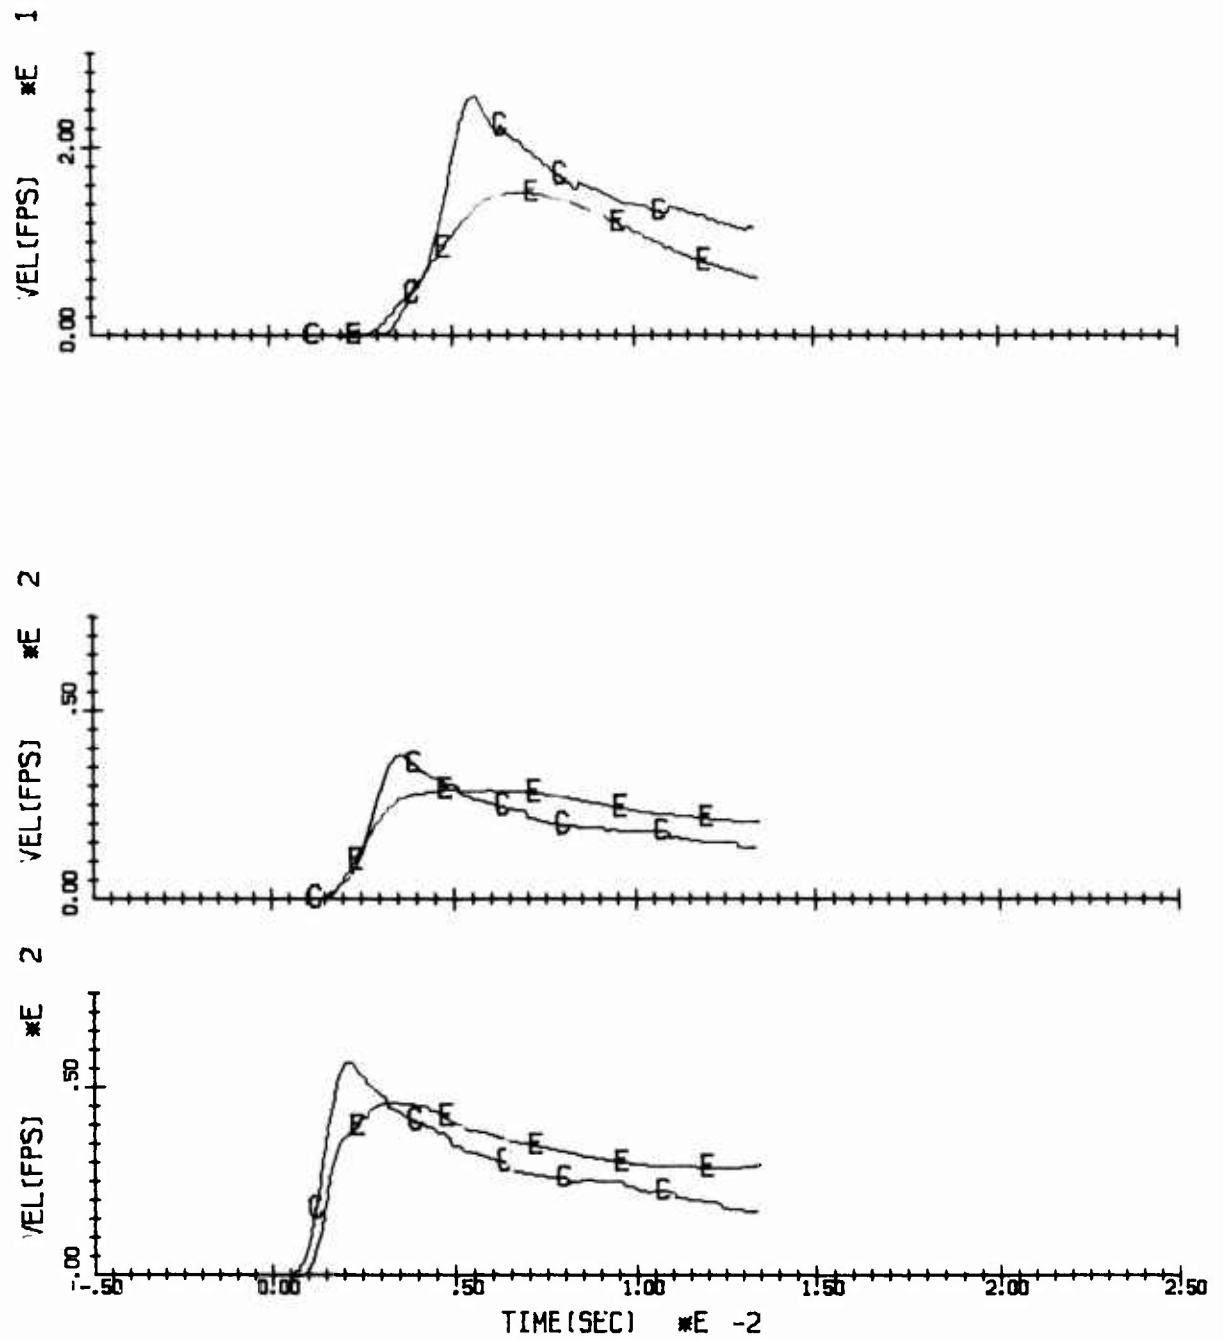 VEL(FPS) *E 1
2.00
0.00
C E C E C E C E C E
VEL(FPS) *E 2
.50
0.00
C E C E C E C E C E
VEL(FPS) *E 2
.50
.00
C E C E C E C E C E
-.50 0.00 .50 1.00 1.50 2.00 2.50
TIME(SEC) *E -2